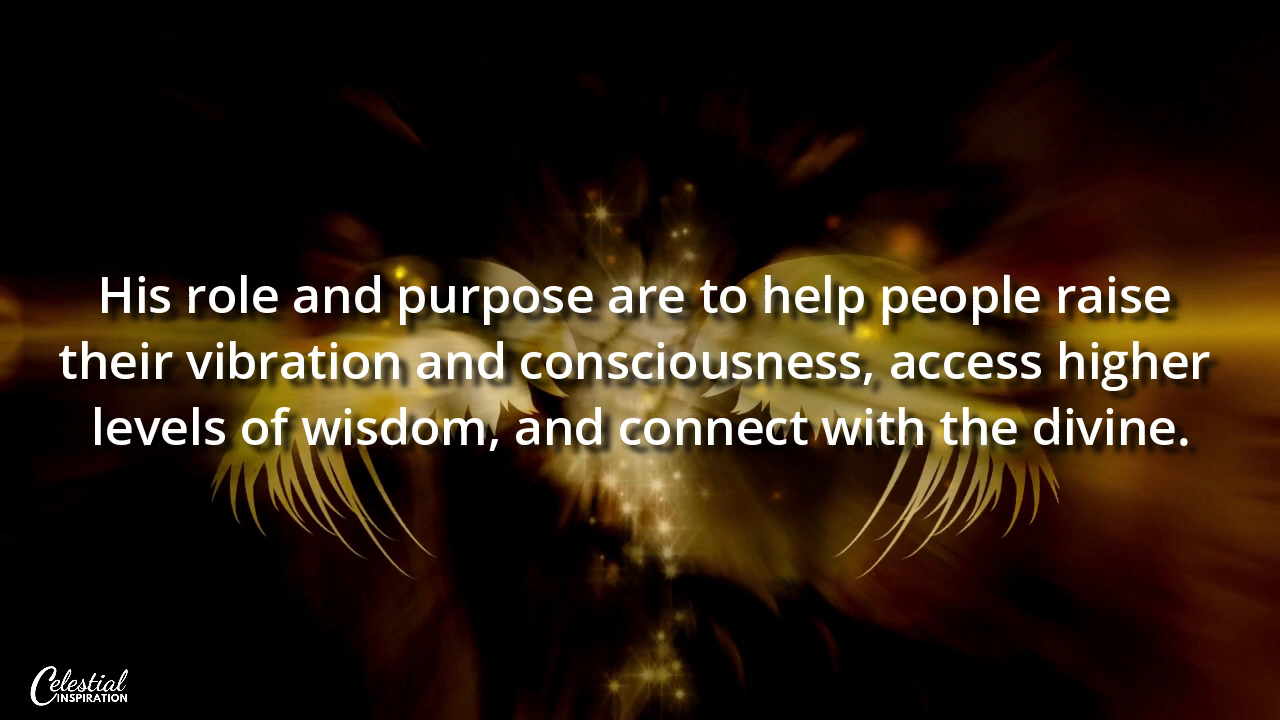 His role and purpose are to help people raise
their vibration and consciousness, access higher
levels of wisdom, and connect with the divine.
Celestial
INSPIRATION